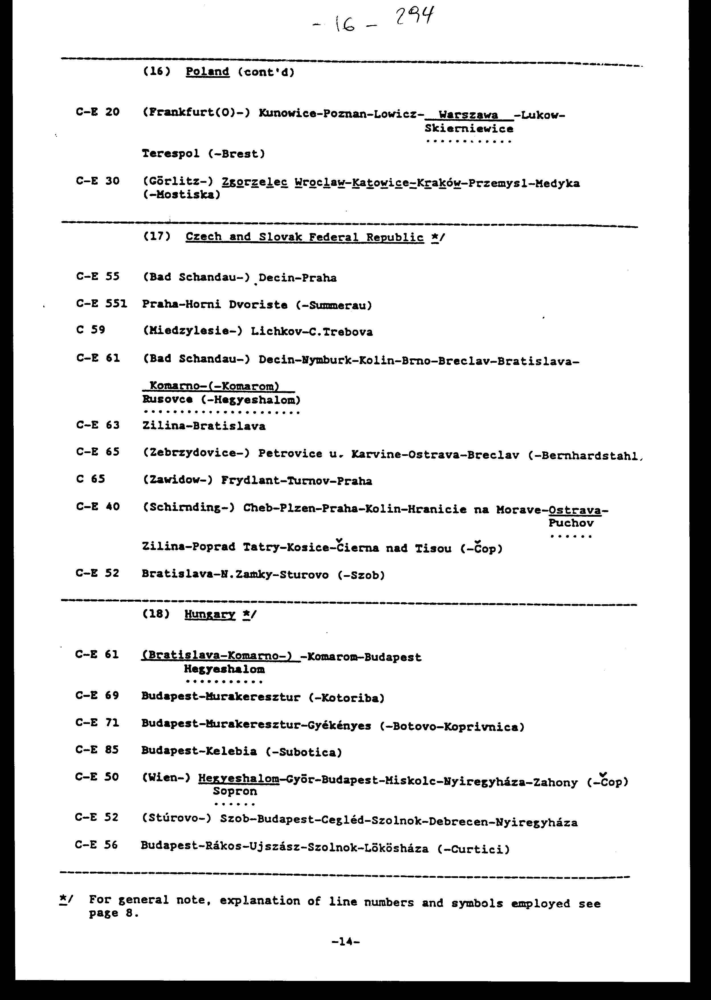 - 16 - 294
(16) Poland (cont'd)
C-E 20 (Frankfurt(O)-) Kunowice-Poznan-Lowicz- Warszawa -Lukow-
Skierniewice
............
Terespol (-Brest)
C-E 30 (Görlitz-) Zgorzelec Wroclaw-Katowice-Kraków-Przemysl-Medyka
(-Mostiska)
(17) Czech and Slovak Federal Republic */
C-E 55 (Bad Schandau-) Decin-Praha
C-E 551 Praha-Horni Dvoriste (-Summerau)
C 59 (Miedzylesie-) Lichkov-C.Trebova
C-E 61 (Bad Schandau-) Decin-Nymburk-Kolin-Brno-Breclav-Bratislava-
Komarno-(-Komarom)
Rusovce (-Hegyeshalom)
......................
C-E 63 Zilina-Bratislava
C-E 65 (Zebrzydovice-) Petrovice u. Karvine-Ostrava-Breclav (-Bernhardstahl
C 65 (Zawidow-) Frydlant-Turnov-Praha
C-E 40 (Schirnding-) Cheb-Plzen-Praha-Kolin-Hranicie na Morave-Ostrava-
Puchov
......
Zilina-Poprad Tatry-Kosice-Čierna nad Tisou (-Čop)
C-E 52 Bratislava-N.Zamky-Sturovo (-Szob)
(18) Hungary */
C-E 61 (Bratislava-Komarno-) -Komarom-Budapest
Hegyeshalom
...........
C-E 69 Budapest-Murakeresztur (-Kotoriba)
C-E 71 Budapest-Murakeresztur-Gyékényes (-Botovo-Koprivnica)
C-E 85 Budapest-Kelebia (-Subotica)
C-E 50 (Wien-) Hegyeshalom-Györ-Budapest-Miskolc-Nyiregyháza-Zahony (-Čop)
Sopron
......
C-E 52 (Stúrovo-) Szob-Budapest-Cegléd-Szolnok-Debrecen-Nyiregyháza
C-E 56 Budapest-Rákos-Ujszász-Szolnok-Lökösháza (-Curtici)
*/ For general note, explanation of line numbers and symbols employed see
page 8.
-14-